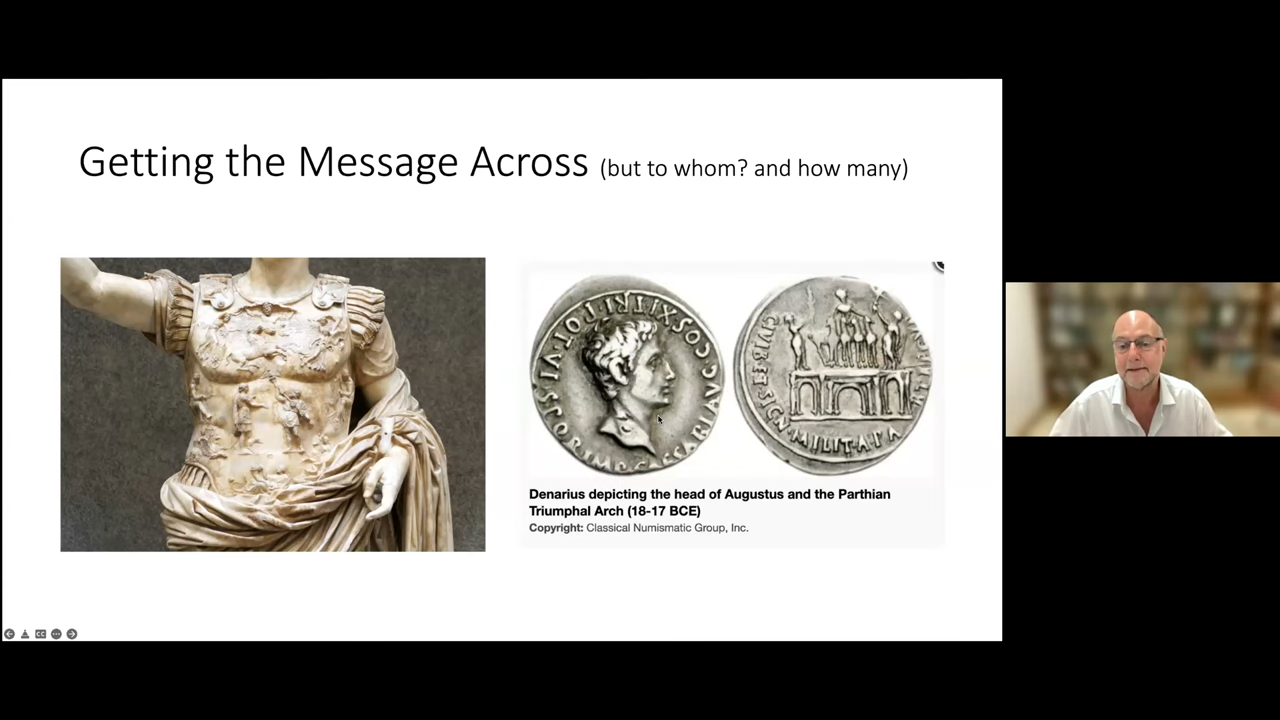 Getting the Message Across (but to whom? and how many)
Denarius depicting the head of Augustus and the Parthian
Triumphal Arch (18-17 BCE)
Copyright: Classical Numismatic Group, Inc.